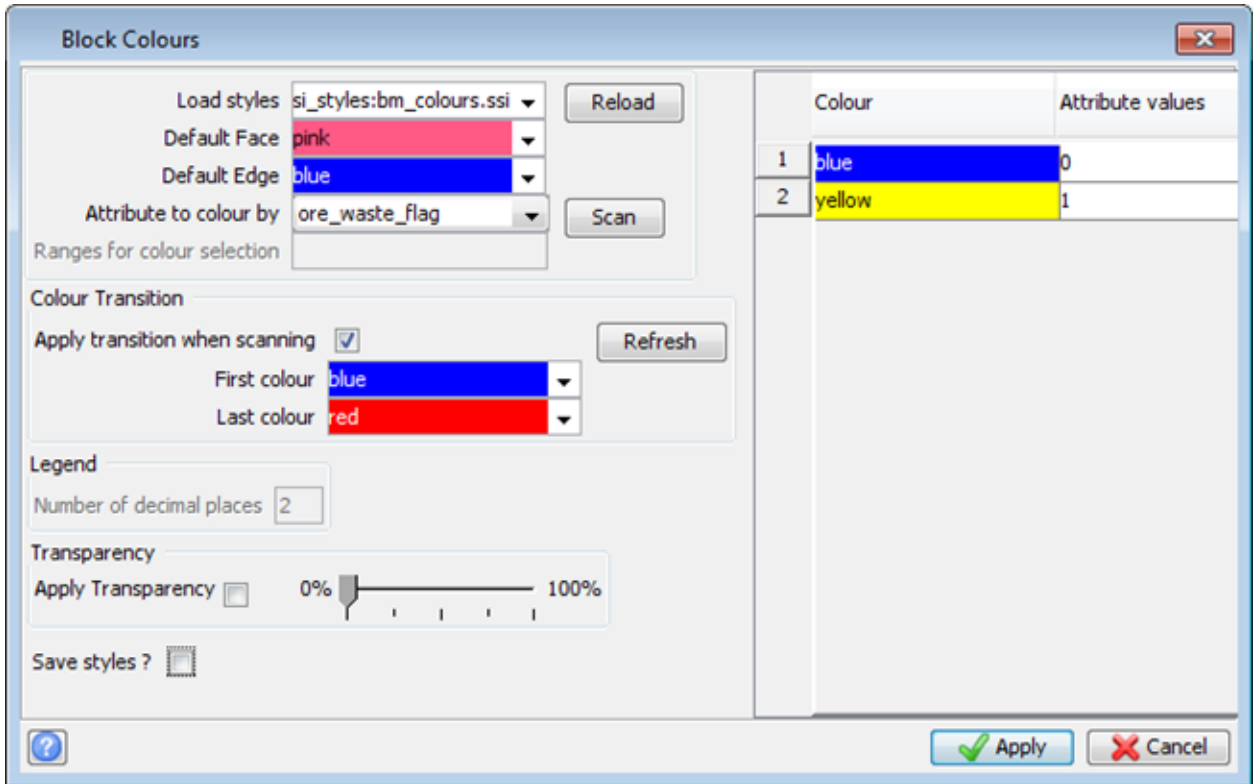 Block Colours
Load styles si_styles:bm_colours.ssi Reload
Default Face pink
Default Edge blue
Attribute to colour by ore_waste_flag Scan
Ranges for colour selection
Colour Transition
Apply transition when scanning Refresh
First colour blue
Last colour red
Legend
Number of decimal places 2
Transparency
Apply Transparency 0% 100%
Save styles ?
Colour Attribute values
1 blue 0
2 yellow 1
? Apply Cancel